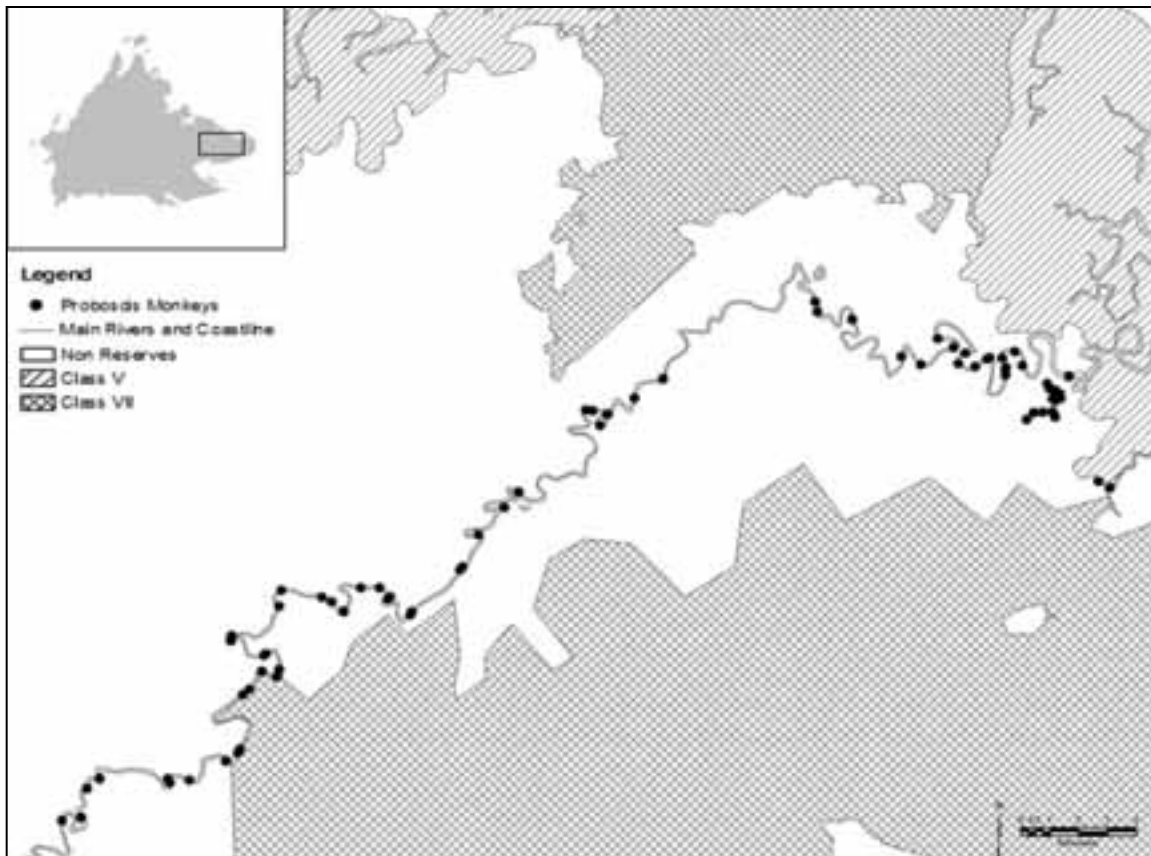 Legend
Proboscis Monkeys
Main Rivers and Coastline
Non Reserves
Class V
Class VII